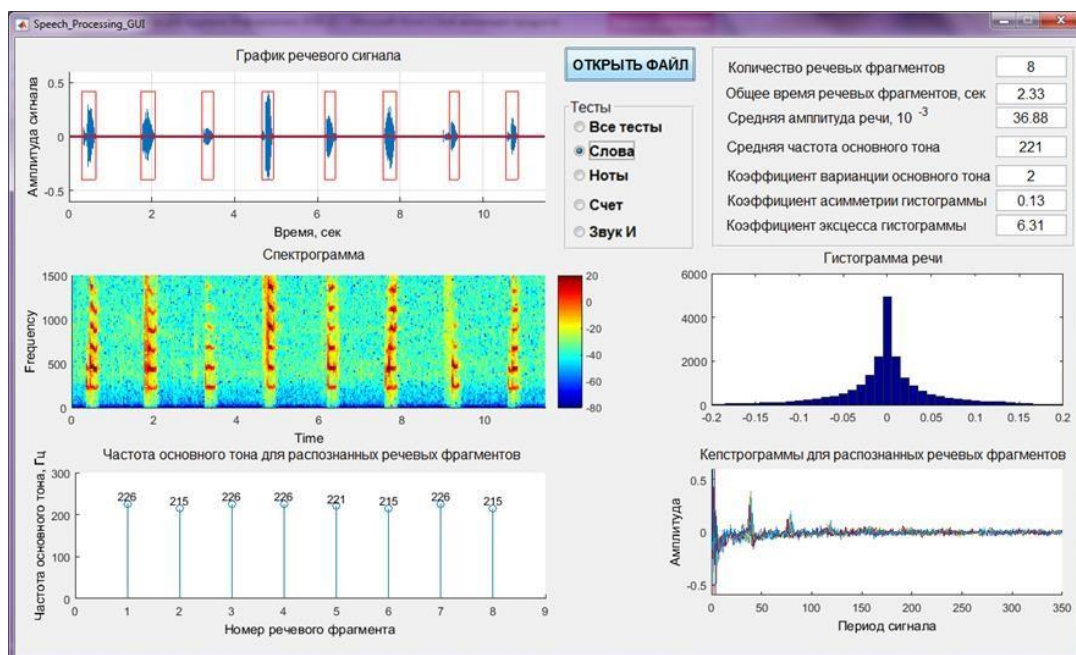 Speech_Processing_GUI
График речевого сигнала
Амплитуда сигнала
0.5
0
-0.5
0 2 4 6 8 10
Время, сек
ОТКРЫТЬ ФАЙЛ
Тесты
Все тесты
Слова
Ноты
Счет
Звук И
Количество речевых фрагментов 8
Общее время речевых фрагментов, сек 2.33
Средняя амплитуда речи, 10 -3 36.88
Средняя частота основного тона 221
Коэффициент варианции основного тона 2
Коэффициент асимметрии гистограммы 0.13
Коэффициент эксцесса гистограммы 6.31
Спектрограмма
Frequency
1500
1000
500
0
0 2 4 6 8 10
Time
20
0
-20
-40
-60
-80
Гистограмма речи
6000
4000
2000
0
-0.2 -0.15 -0.1 -0.05 0 0.05 0.1 0.15 0.2
Частота основного тона для распознанных речевых фрагментов
Частота основного тона, Гц
300
200
100
0
226 215 226 226 221 215 226 215
0 1 2 3 4 5 6 7 8 9
Номер речевого фрагмента
Кепстрограммы для распознанных речевых фрагментов
Амплитуда
0.5
0
-0.5
0 50 100 150 200 250 300 350
Период сигнала